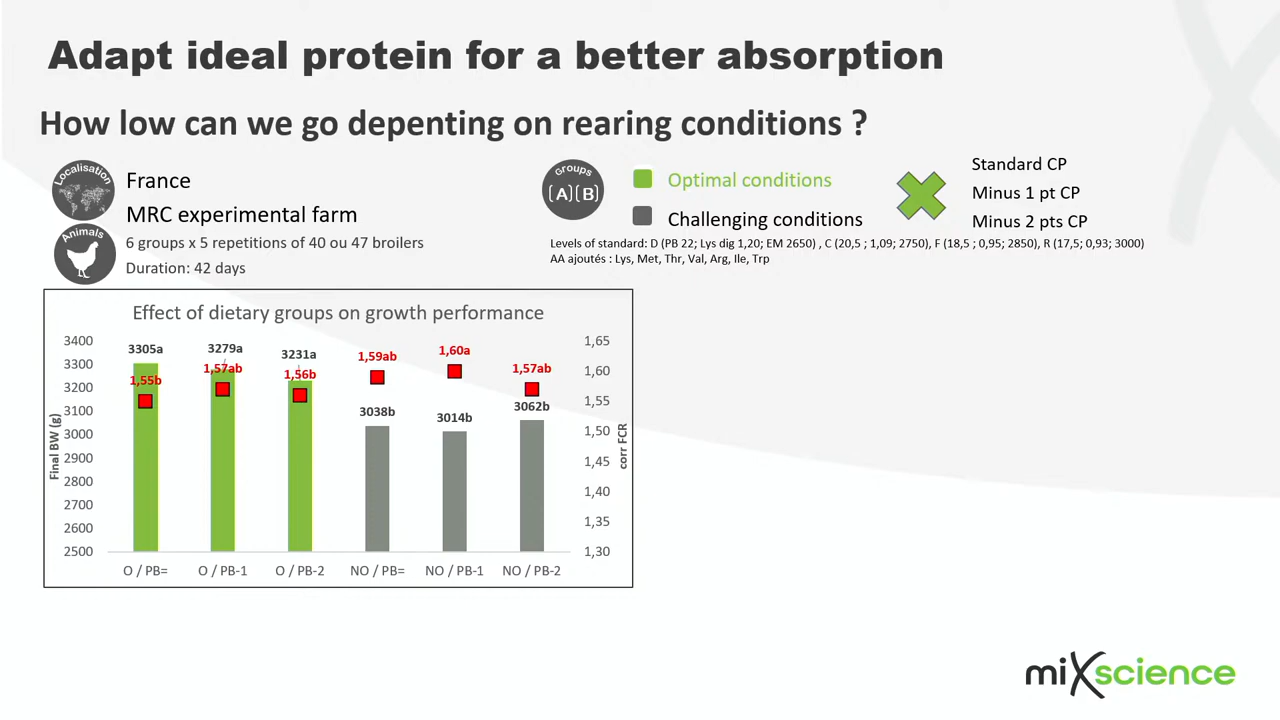 Adapt ideal protein for a better absorption
How low can we go depenting on rearing conditions ?
Localisation
France
MRC experimental farm
Animals
6 groups x 5 repetitions of 40 ou 47 broilers
Duration: 42 days
Groups
(A)(B)
Optimal conditions
Challenging conditions
Standard CP
Minus 1 pt CP
Minus 2 pts CP
Levels of standard: D (PB 22; Lys dig 1,20; EM 2650) , C (20,5 ; 1,09; 2750), F (18,5 ; 0,95; 2850), R (17,5; 0,93; 3000)
AA ajoutés : Lys, Met, Thr, Val, Arg, Ile, Trp
Effect of dietary groups on growth performance
Final BW (g)
3400
3300
3200
3100
3000
2900
2800
2700
2600
2500
3305a
3279a
3231a
3038b
3014b
3062b
1,55b
1,57ab
1,56b
1,59ab
1,60a
1,57ab
1,65
1,60
1,55
1,50
1,45
1,40
1,35
1,30
corr FCR
O / PB=
O / PB-1
O / PB-2
NO / PB=
NO / PB-1
NO / PB-2
miXscience